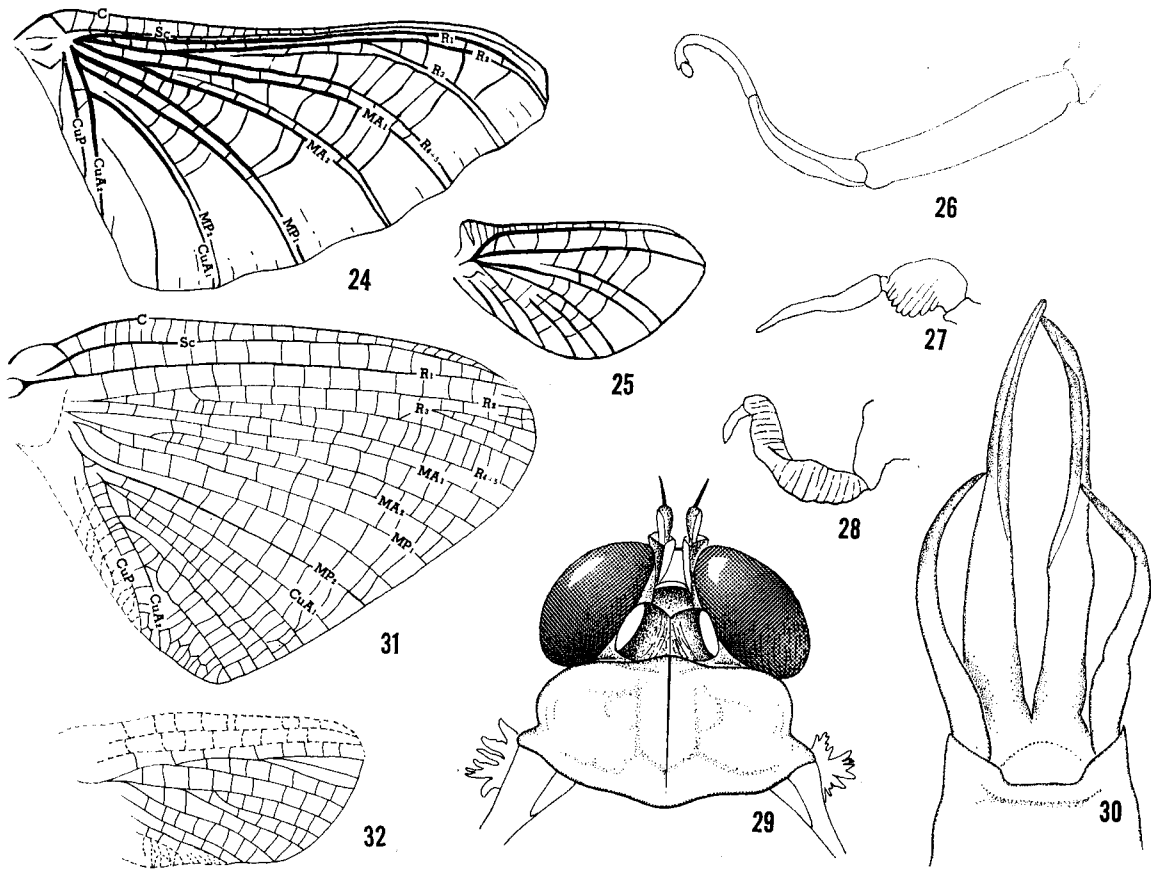 C
Sc
R₁
R₂
R₃
MA₁
R₄₊₅
MA₂
CuP
CuA₂
MP₂
CuA₁
MP₁
24
25
26
27
28
29
30
C
Sc
R₁
R₂
R₃
R₄₊₅
MA₁
MA₂
MP₁
MP₂
CuA₁
CuP
CuA₂
31
32